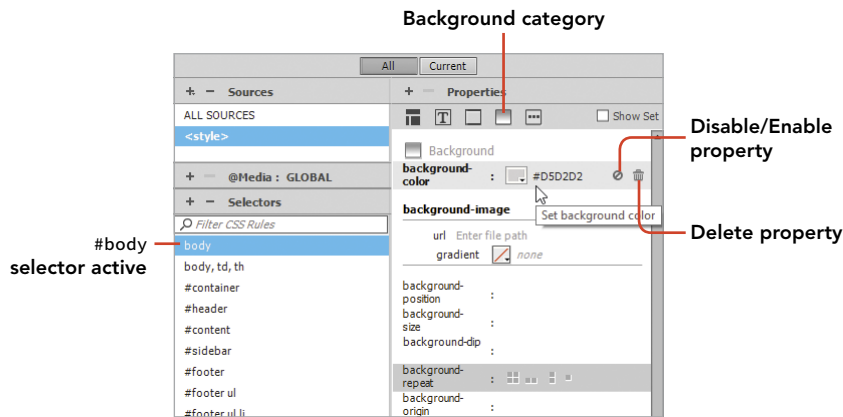 Background category
All Current
Sources
Properties
ALL SOURCES
<style>
Show Set
Background
background-color : #D5D2D2
Disable/Enable property
@Media : GLOBAL
Selectors
background-image
Set background color
Filter CSS Rules
url Enter file path
Delete property
#body selector active
body
gradient none
body, td, th
#container
background-position :
#header
background-size :
#content
background-dip :
#sidebar
#footer
background-repeat :
#footer ul
background-origin :
#footer ul li